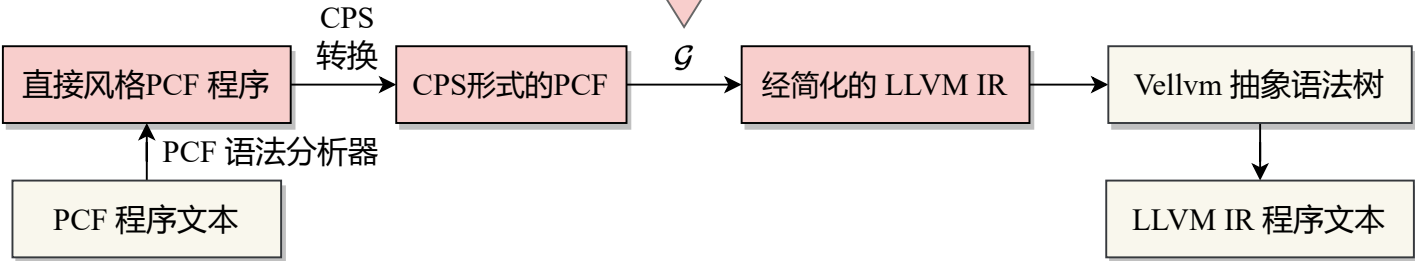 CPS
转换
𝒢
直接风格PCF 程序
CPS形式的PCF
经简化的 LLVM IR
Vellvm 抽象语法树
PCF 语法分析器
PCF 程序文本
LLVM IR 程序文本